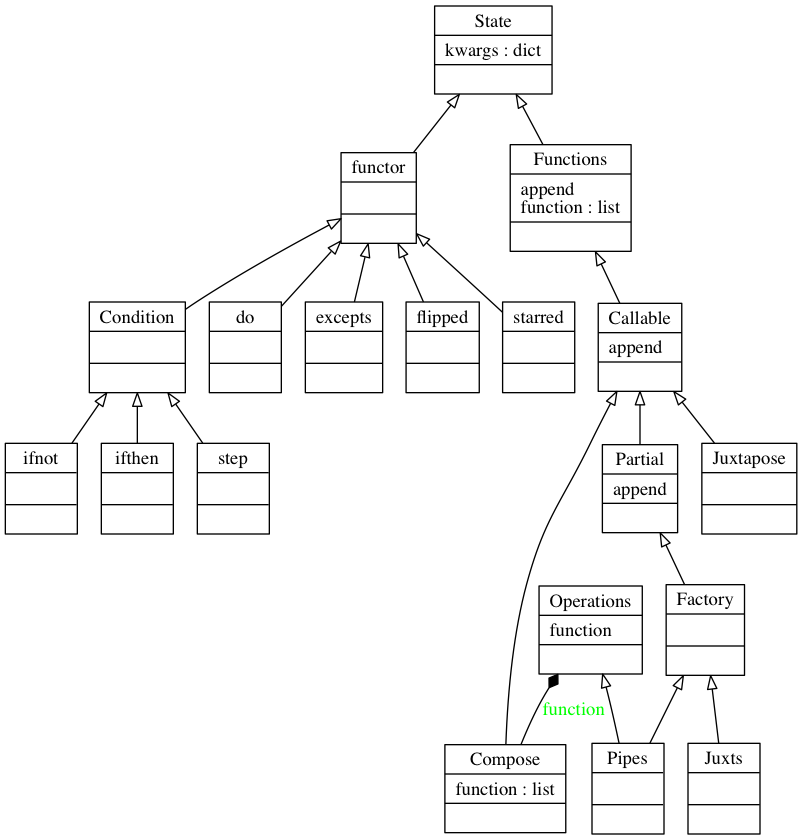 State
kwargs : dict
functor
Functions
append
function : list
Condition
do
excepts
flipped
starred
Callable
append
ifnot
ifthen
step
Partial
append
Juxtapose
Operations
function
Factory
function
Compose
function : list
Pipes
Juxts